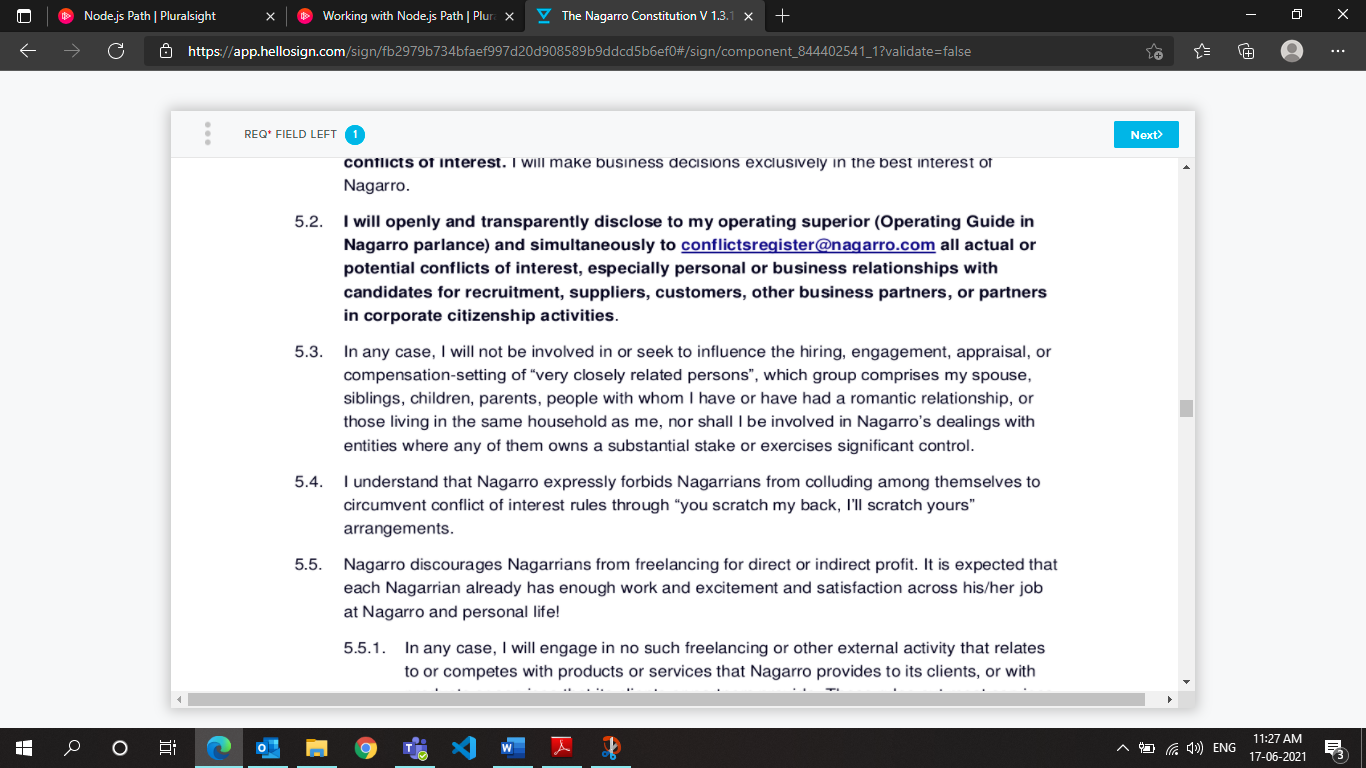 Node.js Path | Pluralsight
Working with Node.js Path | Plur
The Nagarro Constitution V 1.3.1
https://app.hellosign.com/sign/fb2979b734bfaef997d20d908589b9ddcd5b6ef0#/sign/component_844402541_1?validate=false
REQ* FIELD LEFT 1
Next
conflicts of interest. I will make business decisions exclusively in the best interest of
Nagarro.
5.2. I will openly and transparently disclose to my operating superior (Operating Guide in
Nagarro parlance) and simultaneously to conflictsregister@nagarro.com all actual or
potential conflicts of interest, especially personal or business relationships with
candidates for recruitment, suppliers, customers, other business partners, or partners
in corporate citizenship activities.
5.3. In any case, I will not be involved in or seek to influence the hiring, engagement, appraisal, or
compensation-setting of “very closely related persons”, which group comprises my spouse,
siblings, children, parents, people with whom I have or have had a romantic relationship, or
those living in the same household as me, nor shall I be involved in Nagarro’s dealings with
entities where any of them owns a substantial stake or exercises significant control.
5.4. I understand that Nagarro expressly forbids Nagarrians from colluding among themselves to
circumvent conflict of interest rules through “you scratch my back, I’ll scratch yours”
arrangements.
5.5. Nagarro discourages Nagarrians from freelancing for direct or indirect profit. It is expected that
each Nagarrian already has enough work and excitement and satisfaction across his/her job
at Nagarro and personal life!
5.5.1. In any case, I will engage in no such freelancing or other external activity that relates
to or competes with products or services that Nagarro provides to its clients, or with
ENG
11:27 AM
17-06-2021
3